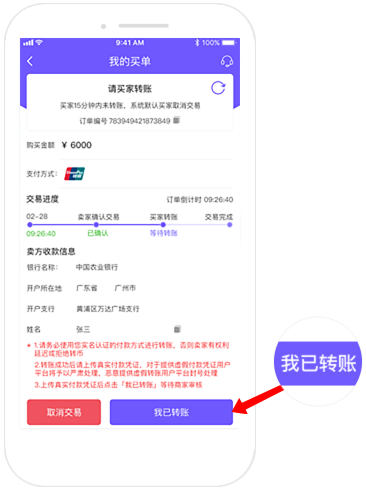 9:41 AM
100%
我的买单
请买家转账
买家15分钟内未转账，系统默认买家取消交易
订单编号 783949421873849
购买金额 ¥ 6000
支付方式：
交易进度 订单倒计时 09:26:40
02-28 卖家确认交易 买家转账 交易完成
09:26:40 已确认 等待转账
卖方收款信息
银行名称： 中国农业银行
开户所在地 广东省 广州市
开户支行 黄浦区万达广场支行
姓名 张三
* 1.请务必使用您实名认证的付款方式进行转账，否则卖家有权利
延迟或拒绝转币
2.转账成功后请上传真实付款凭证，对于提供虚假付款凭证用户
平台将予以严肃处理，恶意提供虚假转账用户平台封号处理
3.上传真实付款凭证后点击「我已转账」等待商家审核
取消交易 我已转账
我已转账